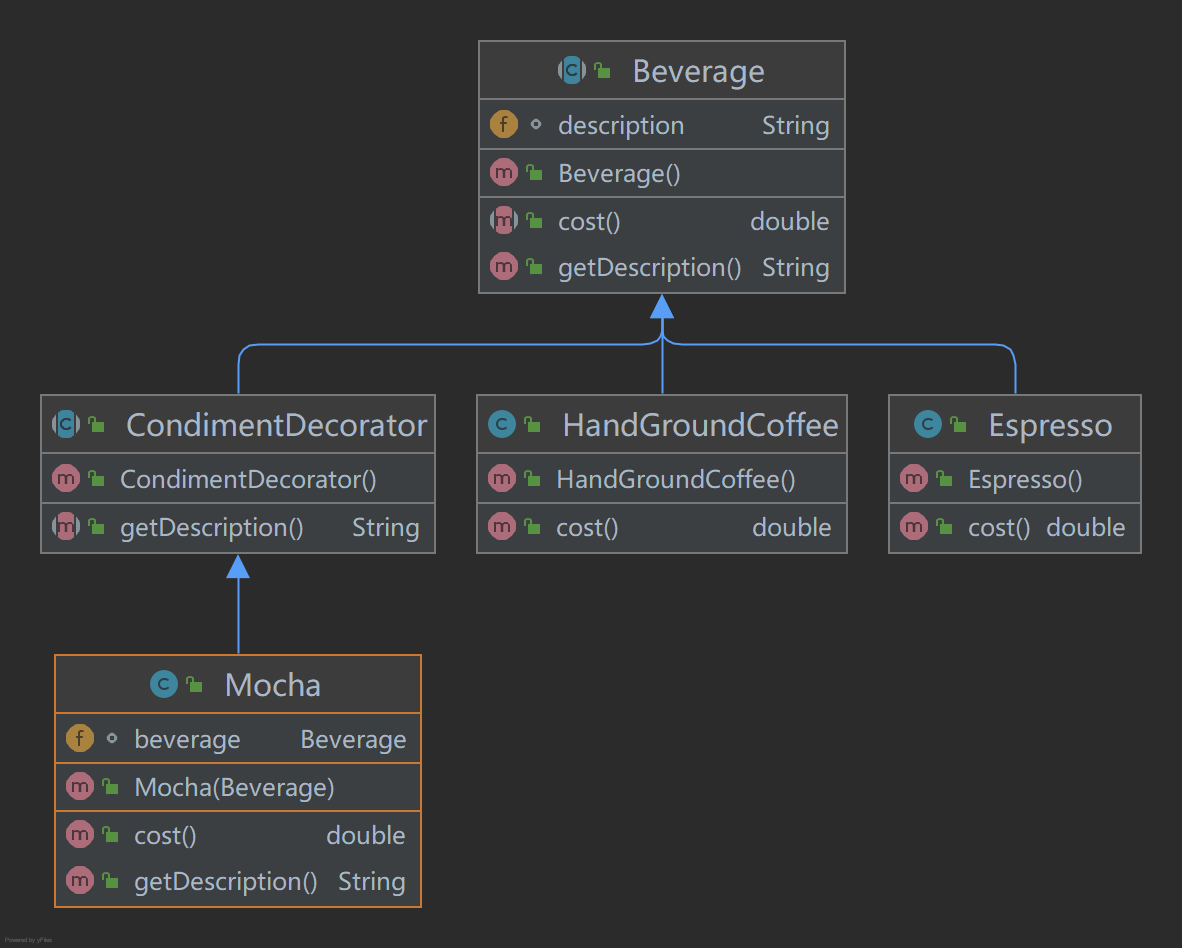 Beverage
description String
Beverage()
cost() double
getDescription() String
CondimentDecorator
CondimentDecorator()
getDescription() String
HandGroundCoffee
HandGroundCoffee()
cost() double
Espresso
Espresso()
cost() double
Mocha
beverage Beverage
Mocha(Beverage)
cost() double
getDescription() String
Powered by yFiles